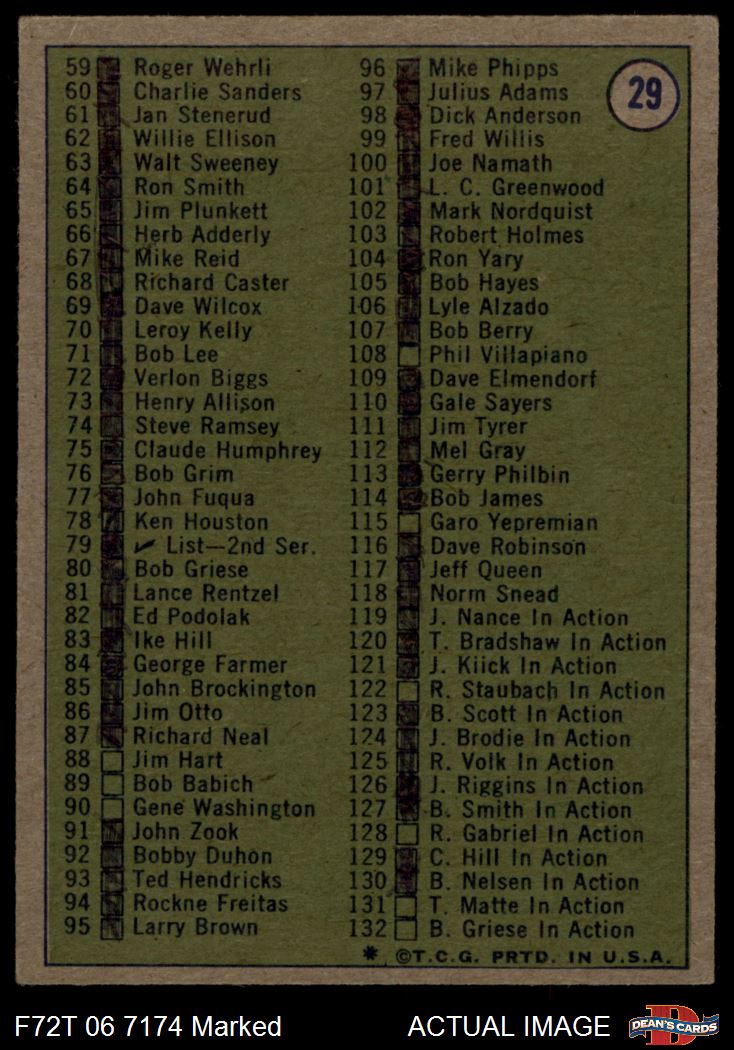 29
59 Roger Wehrli
60 Charlie Sanders
61 Jan Stenerud
62 Willie Ellison
63 Walt Sweeney
64 Ron Smith
65 Jim Plunkett
66 Herb Adderly
67 Mike Reid
68 Richard Caster
69 Dave Wilcox
70 Leroy Kelly
71 Bob Lee
72 Verlon Biggs
73 Henry Allison
74 Steve Ramsey
75 Claude Humphrey
76 Bob Grim
77 John Fuqua
78 Ken Houston
79 ✓ List—2nd Ser.
80 Bob Griese
81 Lance Rentzel
82 Ed Podolak
83 Ike Hill
84 George Farmer
85 John Brockington
86 Jim Otto
87 Richard Neal
88 Jim Hart
89 Bob Babich
90 Gene Washington
91 John Zook
92 Bobby Duhon
93 Ted Hendricks
94 Rockne Freitas
95 Larry Brown
96 Mike Phipps
97 Julius Adams
98 Dick Anderson
99 Fred Willis
100 Joe Namath
101 L. C. Greenwood
102 Mark Nordquist
103 Robert Holmes
104 Ron Yary
105 Bob Hayes
106 Lyle Alzado
107 Bob Berry
108 Phil Villapiano
109 Dave Elmendorf
110 Gale Sayers
111 Jim Tyrer
112 Mel Gray
113 Gerry Philbin
114 Bob James
115 Garo Yepremian
116 Dave Robinson
117 Jeff Queen
118 Norm Snead
119 J. Nance In Action
120 T. Bradshaw In Action
121 J. Kiick In Action
122 R. Staubach In Action
123 B. Scott In Action
124 J. Brodie In Action
125 R. Volk In Action
126 J. Riggins In Action
127 B. Smith In Action
128 R. Gabriel In Action
129 C. Hill In Action
130 B. Nelsen In Action
131 T. Matte In Action
132 B. Griese In Action
* ©T.C.G. PRTD. IN U.S.A.
F72T 06 7174 Marked
ACTUAL IMAGE
D
DEAN'S CARDS